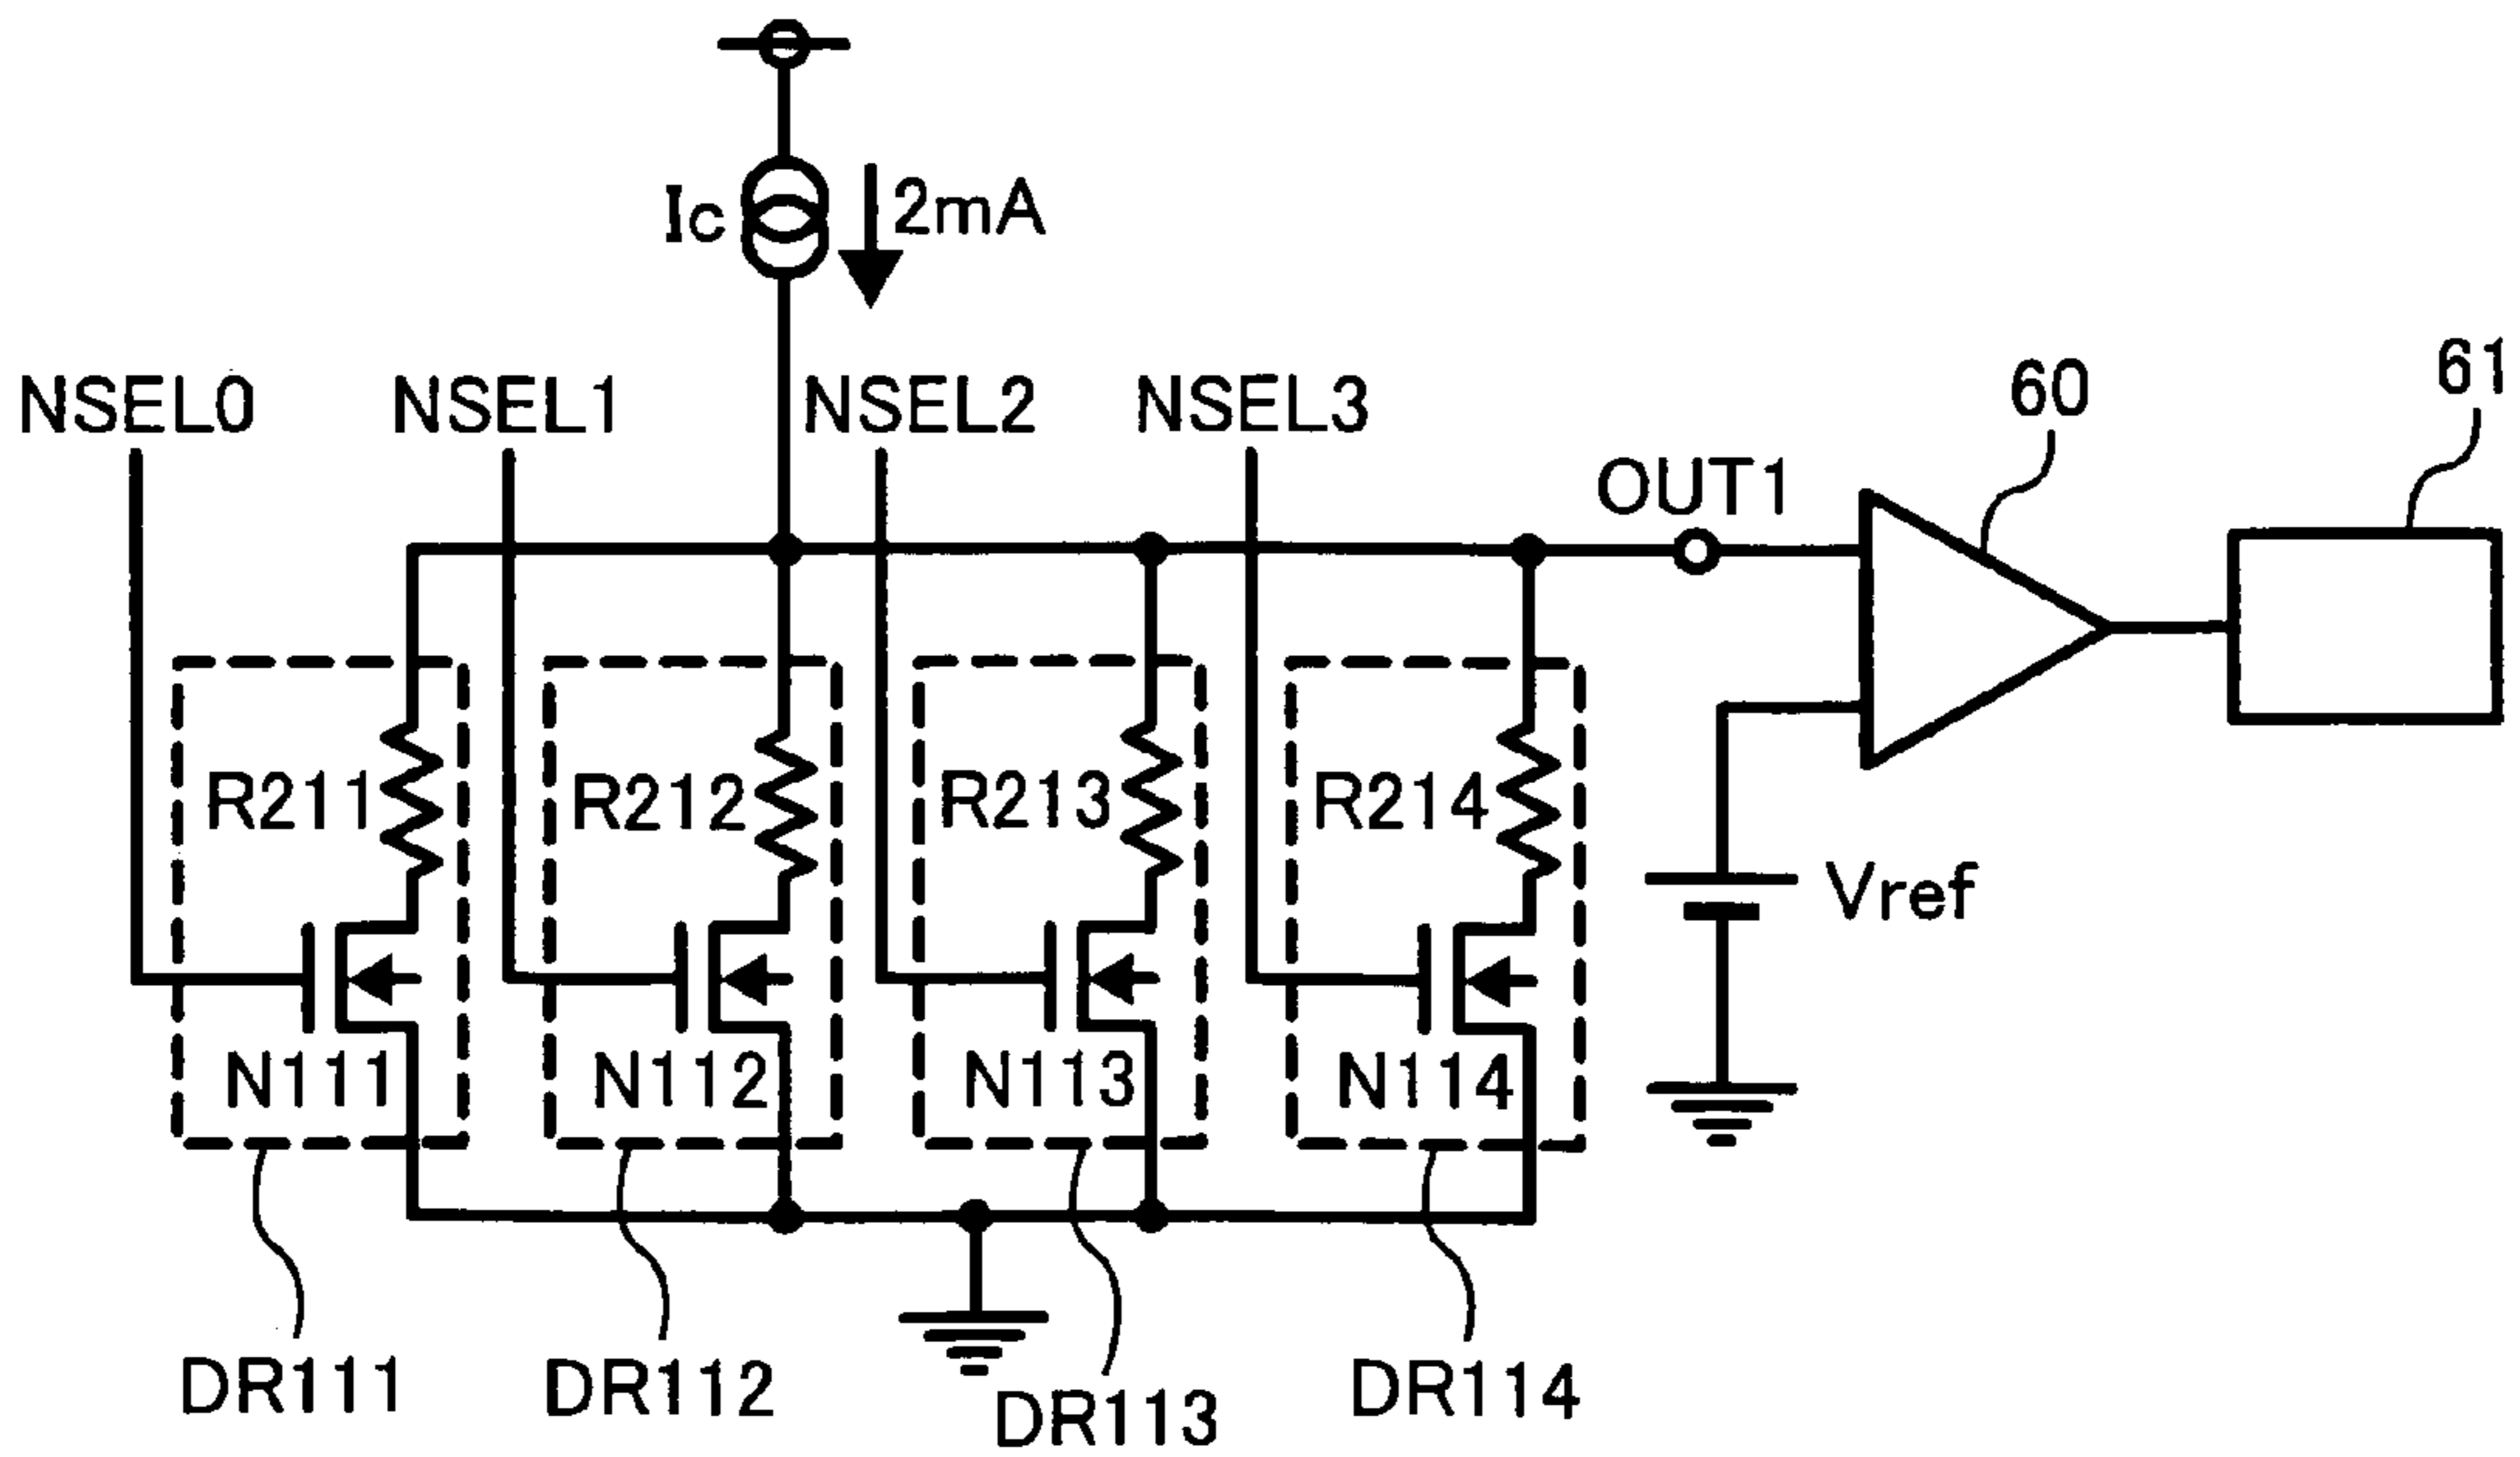 Ic
2mA
NSEL0
NSEL1
NSEL2
NSEL3
60
61
OUT1
R211
R212
R213
R214
Vref
N111
N112
N113
N114
DR111
DR112
DR113
DR114